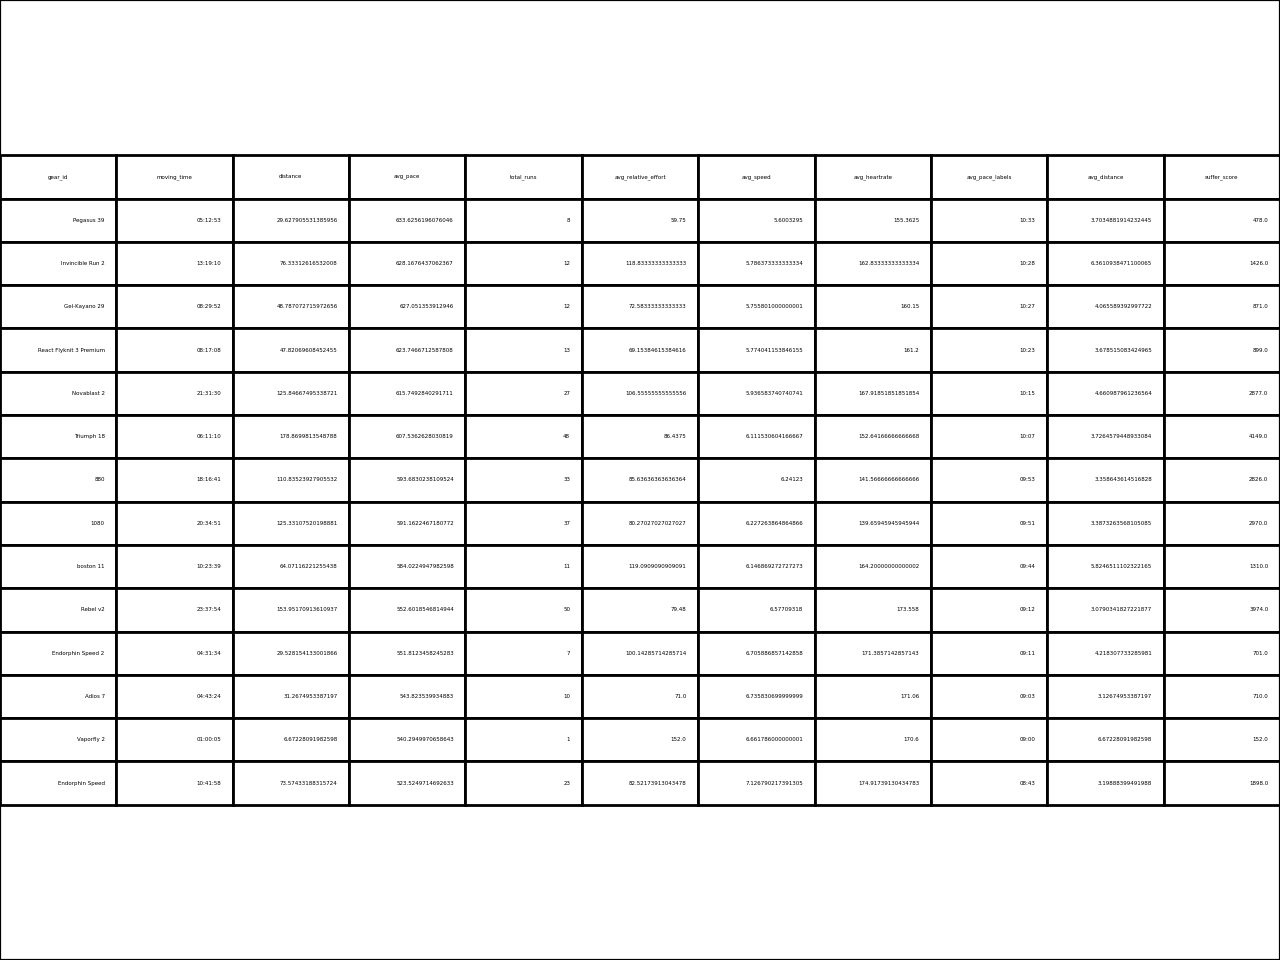 gear_id moving_time distance avg_pace total_runs avg_relative_effort avg_speed avg_heartrate avg_pace_labels avg_distance suffer_score
Pegasus 39 05:12:53 29.627905531385956 633.6256196076046 8 59.75 5.6003295 155.3625 10:33 3.7034881914232445 478.0
Invincible Run 2 13:19:10 76.33312616532008 628.1676437062367 12 118.83333333333333 5.786373333333334 162.83333333333334 10:28 6.3610938471100065 1426.0
Gel-Kayano 29 08:29:52 48.787072715972656 627.051353912946 12 72.58333333333333 5.755801000000001 160.15 10:27 4.065589392997722 871.0
React Flyknit 3 Premium 08:17:08 47.82069608452455 623.7466712587808 13 69.15384615384616 5.774041153846155 161.2 10:23 3.678515083424965 899.0
Novablast 2 21:31:30 125.84667495338721 615.7492840291711 27 106.55555555555556 5.936583740740741 167.91851851851854 10:15 4.660987961236564 2877.0
Triumph 18 06:11:10 178.8699813548788 607.5362628030819 48 86.4375 6.111530604166667 152.64166666666668 10:07 3.7264579448933084 4149.0
880 18:16:41 110.83523927905532 593.6830238109524 33 85.63636363636364 6.24123 141.56666666666666 09:53 3.358643614516828 2826.0
1080 20:34:51 125.33107520198881 591.1622467180772 37 80.27027027027027 6.227263864864866 139.65945945945944 09:51 3.3873263568105085 2970.0
boston 11 10:23:39 64.07116221255438 584.0224947982598 11 119.0909090909091 6.146869272727273 164.20000000000002 09:44 5.8246511102322165 1310.0
Rebel v2 23:37:54 153.95170913610937 552.6018546814944 50 79.48 6.57709318 173.558 09:12 3.0790341827221877 3974.0
Endorphin Speed 2 04:31:34 29.528154133001866 551.8123458245283 7 100.14285714285714 6.705886857142858 171.3857142857143 09:11 4.218307733285981 701.0
Adios 7 04:43:24 31.2674953387197 543.823539934883 10 71.0 6.735830699999999 171.06 09:03 3.12674953387197 710.0
Vaporfly 2 01:00:05 6.67228091982598 540.2949970658643 1 152.0 6.661786000000001 170.6 09:00 6.67228091982598 152.0
Endorphin Speed 10:41:58 73.57433188315724 523.5249714692633 23 82.52173913043478 7.126790217391305 174.91739130434783 08:43 3.19888399491988 1898.0